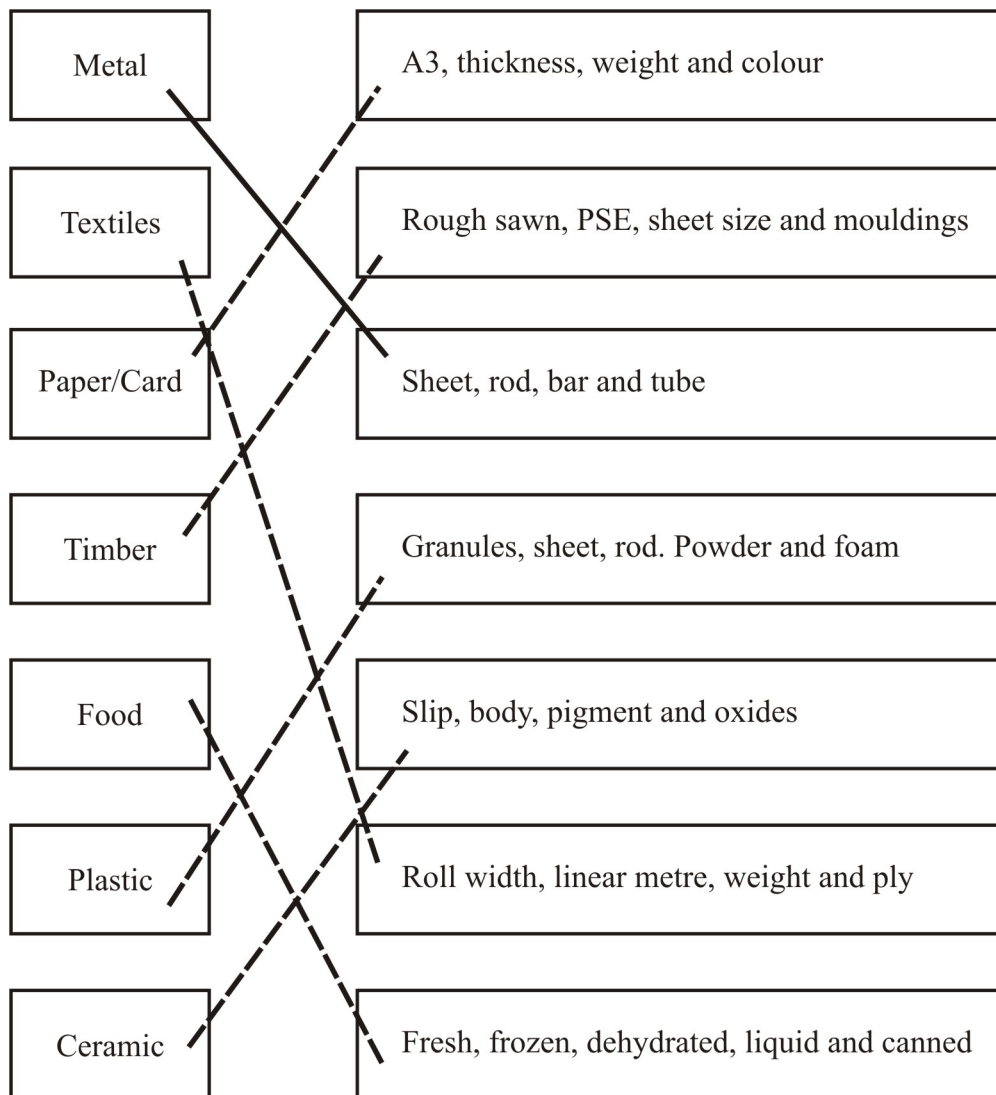 Metal
A3, thickness, weight and colour
Textiles
Rough sawn, PSE, sheet size and mouldings
Paper/Card
Sheet, rod, bar and tube
Timber
Granules, sheet, rod. Powder and foam
Food
Slip, body, pigment and oxides
Plastic
Roll width, linear metre, weight and ply
Ceramic
Fresh, frozen, dehydrated, liquid and canned